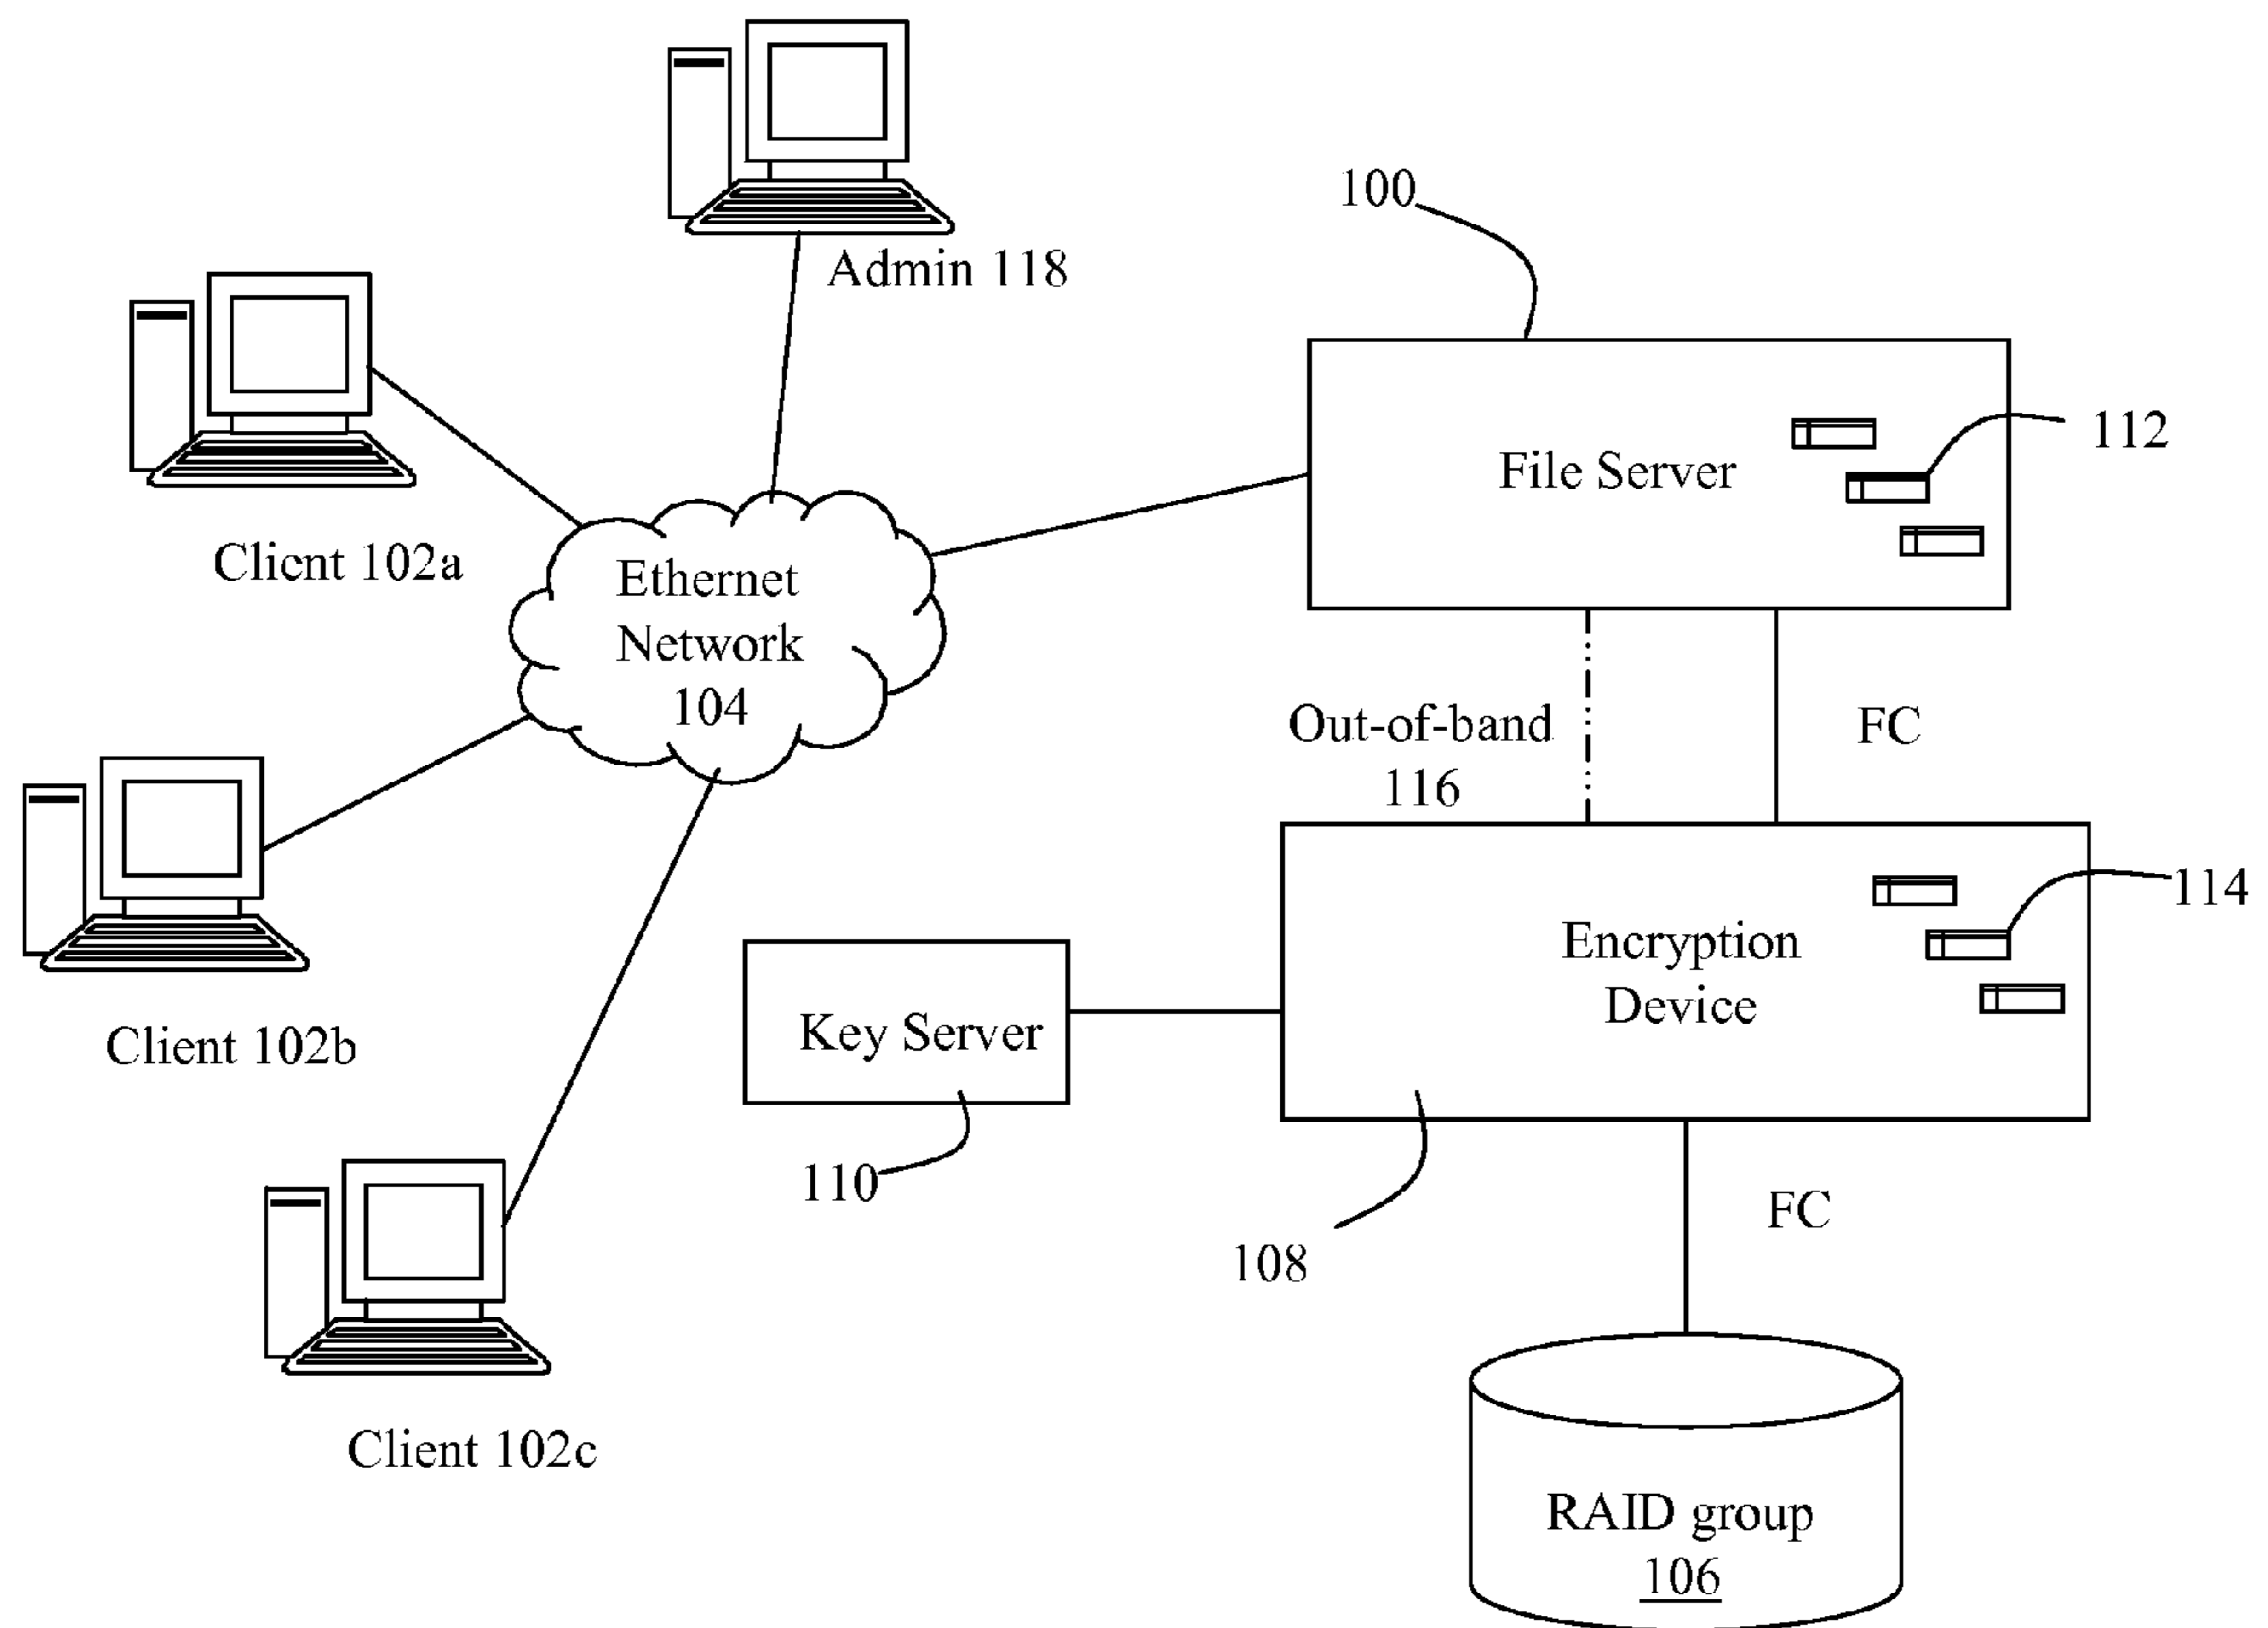 Admin 118
100
112
File Server
Clicnt 102a
Ethernet
Network
104
Out-of-band
116
FC
114
Encryption
Device
Key Server
Client 102b
110
108
FC
Client 102c
RAID group
106